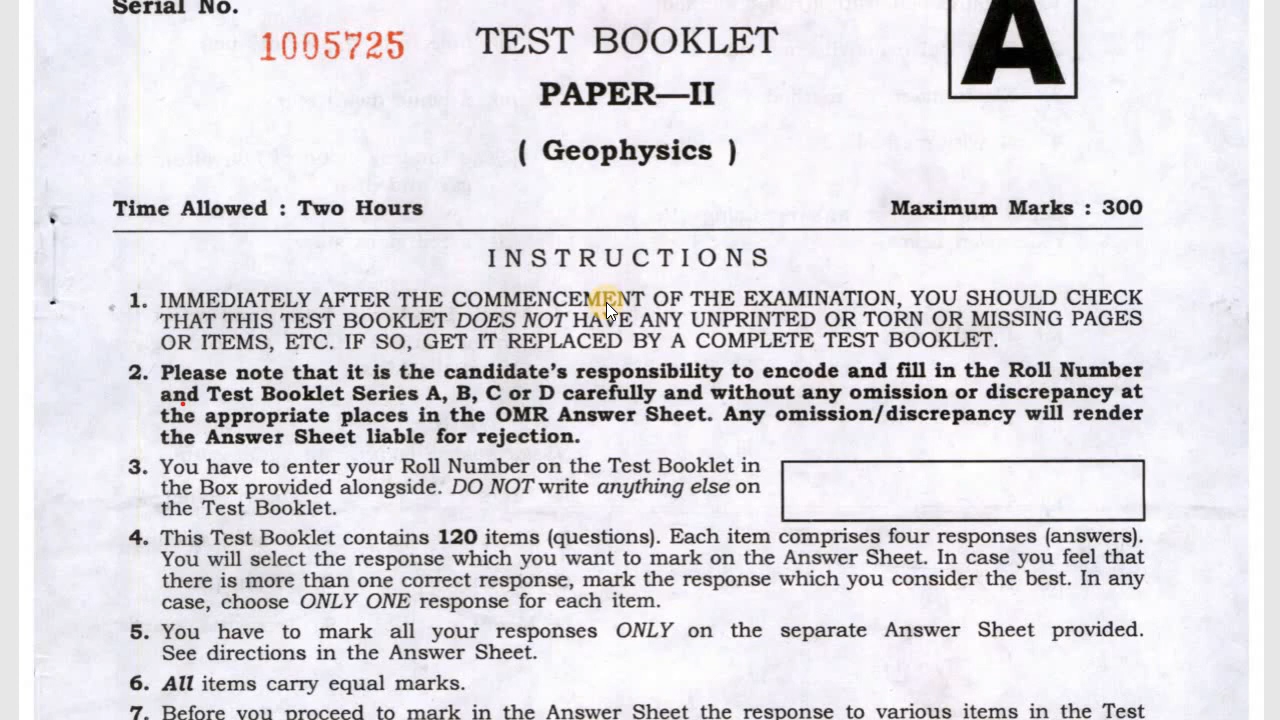 Serial No.
1005725
TEST BOOKLET
A
PAPER—II
( Geophysics )
Time Allowed : Two Hours
Maximum Marks : 300
INSTRUCTIONS
1. IMMEDIATELY AFTER THE COMMENCEMENT OF THE EXAMINATION, YOU SHOULD CHECK
THAT THIS TEST BOOKLET DOES NOT HAVE ANY UNPRINTED OR TORN OR MISSING PAGES
OR ITEMS, ETC. IF SO, GET IT REPLACED BY A COMPLETE TEST BOOKLET.
2. Please note that it is the candidate's responsibility to encode and fill in the Roll Number
and Test Booklet Series A, B, C or D carefully and without any omission or discrepancy at
the appropriate places in the OMR Answer Sheet. Any omission/discrepancy will render
the Answer Sheet liable for rejection.
3. You have to enter your Roll Number on the Test Booklet in
the Box provided alongside. DO NOT write anything else on
the Test Booklet.
4. This Test Booklet contains 120 items (questions). Each item comprises four responses (answers).
You will select the response which you want to mark on the Answer Sheet. In case you feel that
there is more than one correct response, mark the response which you consider the best. In any
case, choose ONLY ONE response for each item.
5. You have to mark all your responses ONLY on the separate Answer Sheet provided.
See directions in the Answer Sheet.
6. All items carry equal marks.
7. Before you proceed to mark in the Answer Sheet the response to various items in the Test